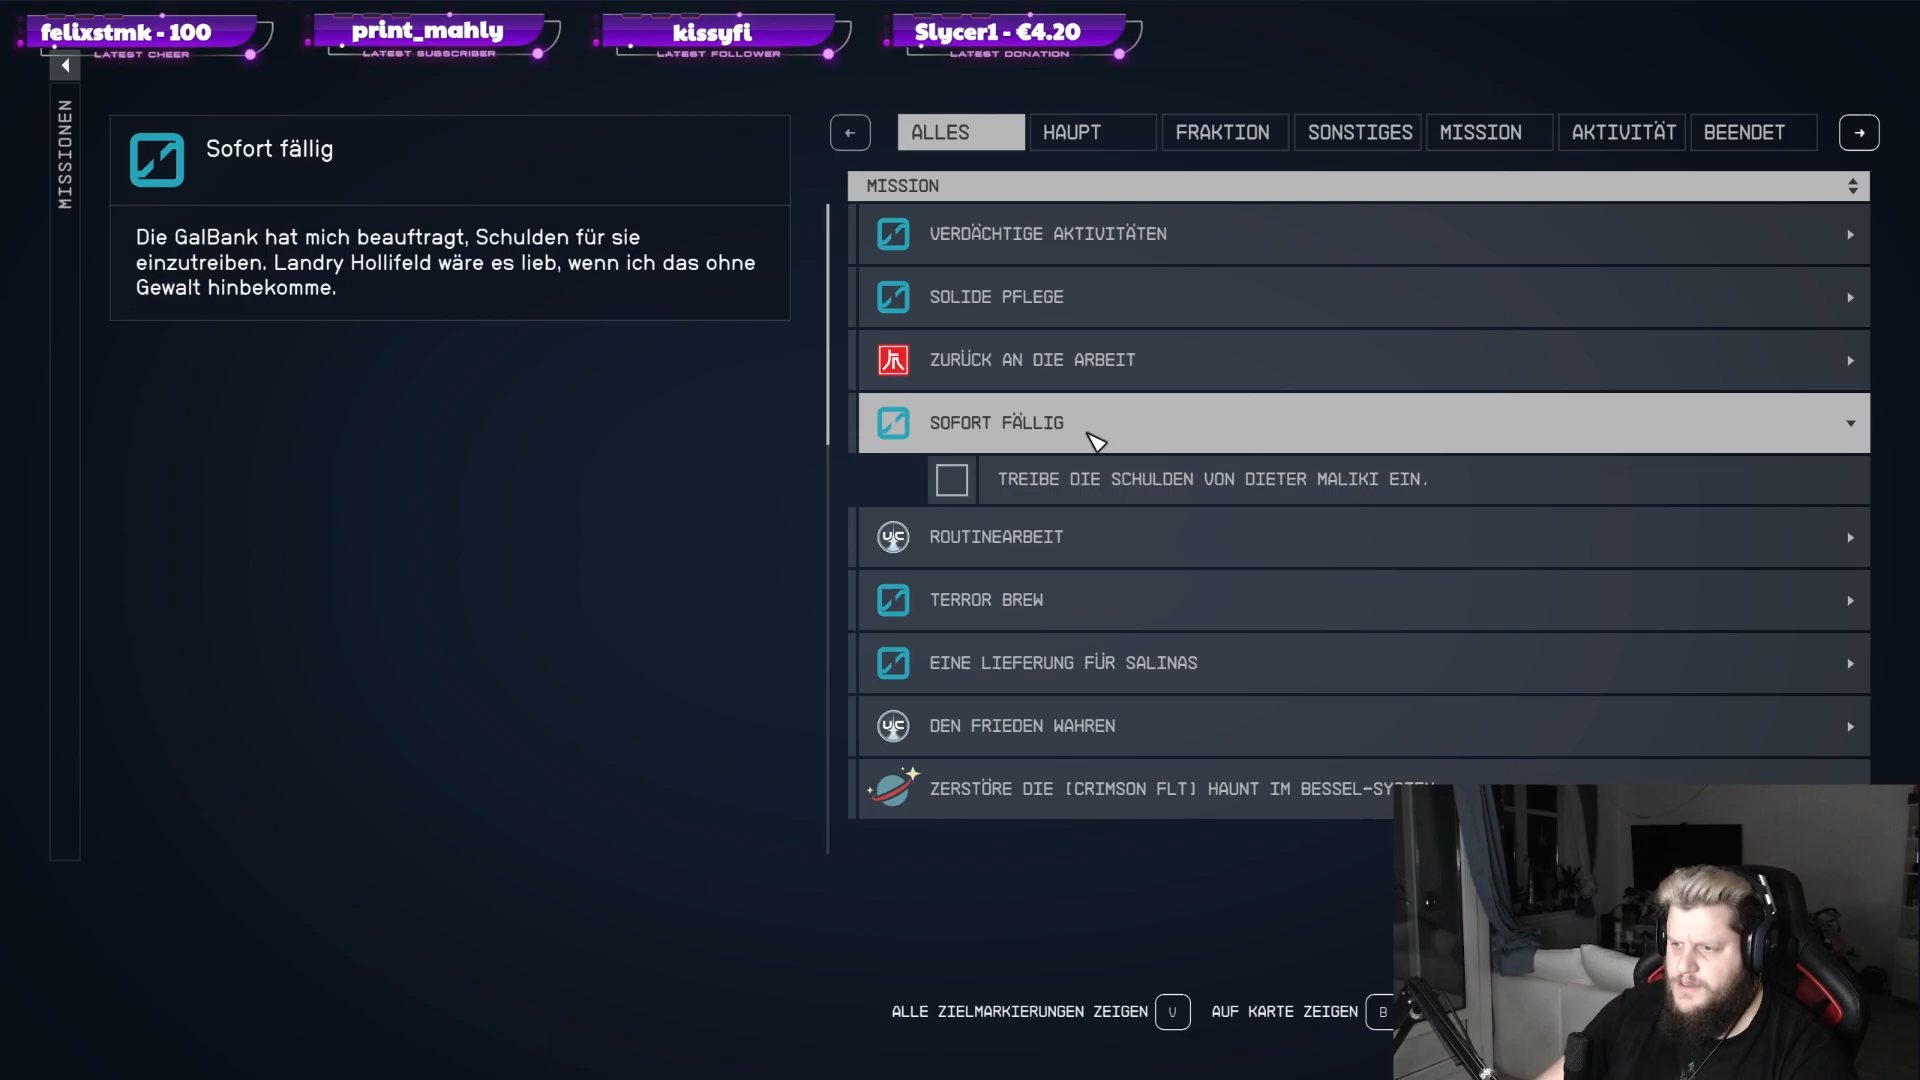 felixstmk - 100
LATEST CHEER
print_mahly
LATEST SUBSCRIBER
kissyfi
LATEST FOLLOWER
Slycer1 - €4.20
LATEST DONATION
MISSIONEN
Sofort fällig
Die GalBank hat mich beauftragt, Schulden für sie
einzutreiben. Landry Hollifeld wäre es lieb, wenn ich das ohne
Gewalt hinbekomme.
ALLES
HAUPT
FRAKTION
SONSTIGES
MISSION
AKTIVITÄT
BEENDET
MISSION
VERDÄCHTIGE AKTIVITÄTEN
SOLIDE PFLEGE
ZURÜCK AN DIE ARBEIT
SOFORT FÄLLIG
TREIBE DIE SCHULDEN VON DIETER MALIKI EIN.
UC ROUTINEARBEIT
TERROR BREW
EINE LIEFERUNG FÜR SALINAS
UC DEN FRIEDEN WAHREN
ZERSTÖRE DIE [CRIMSON FLT] HAUNT IM BESSEL-SYSTEM
ALLE ZIELMARKIERUNGEN ZEIGEN V AUF KARTE ZEIGEN B